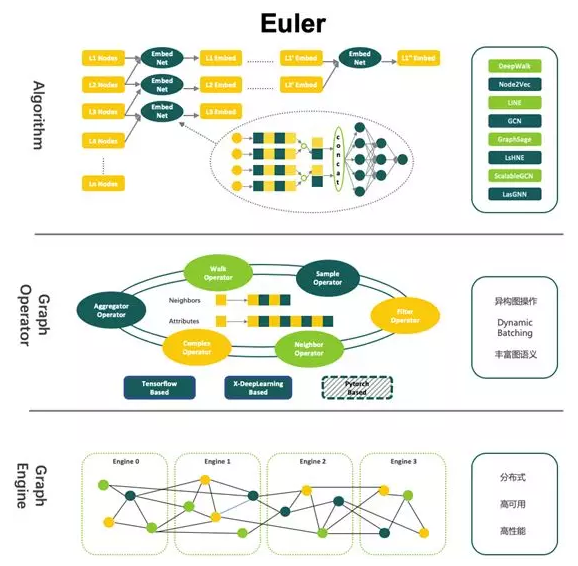 Euler
Algorithm
L1 Nodes
Embed
Net
L1 Embed
L1' Embed
Embed
Net
L1'' Embed
L2 Nodes
Embed
Net
L2 Embed
L3 Nodes
Embed
Net
L3 Embed
Ln Nodes
concat
DeepWalk
Node2Vec
LINE
GCN
GraphSage
LsHNE
ScalableGCN
LasGNN
Graph
Operator
Walk
Operator
Sample
Operator
Aggregator
Operator
Neighbors
Attributes
Filter
Operator
Complex
Operator
Neighbor
Operator
Tensorflow
Based
X-DeepLearning
Based
Pytorch
Based
异构图操作
Dynamic
Batching
丰富图语义
Graph
Engine
Engine 0
Engine 1
Engine 2
Engine 3
分布式
高可用
高性能